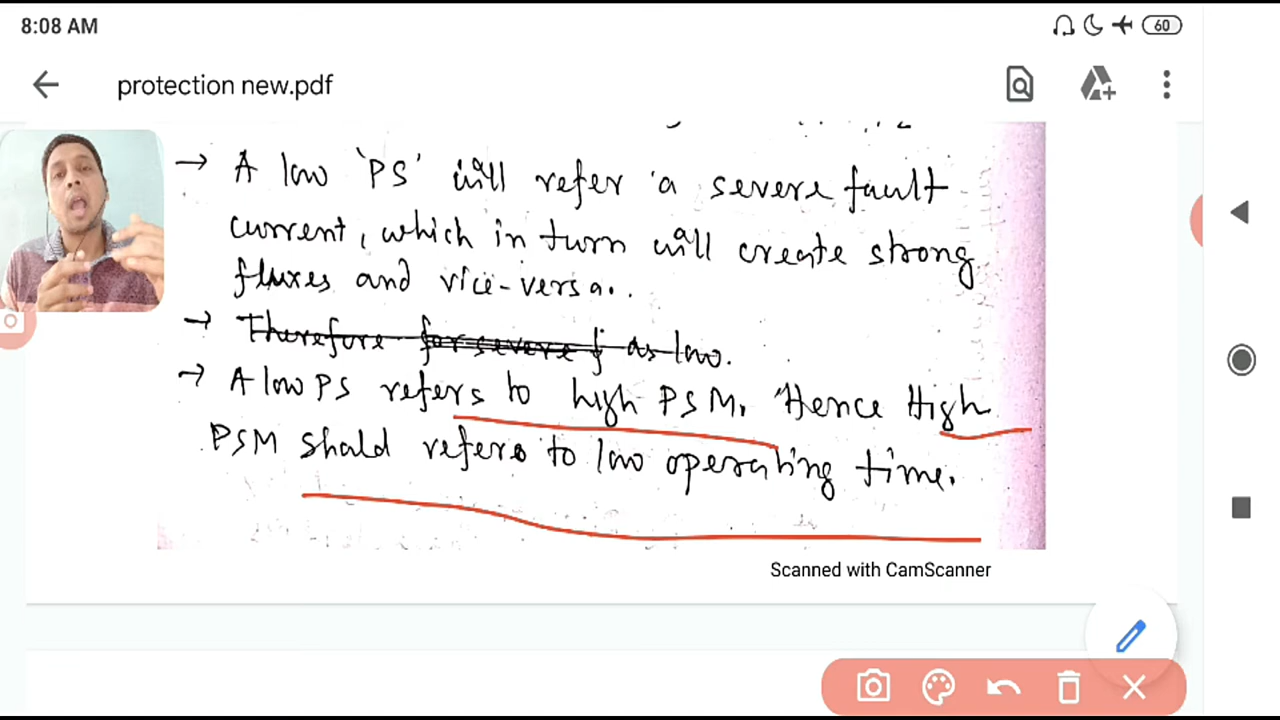 8:08 AM
60
protection new.pdf
→ A low 'PS' will refer a severe fault
current, which in turn will create strong
fluxes and vice-versa..
→ Therefore for severe f as low.
→ A low PS refers to high PSM. Hence High
PSM shald refers to low operating time.
Scanned with CamScanner